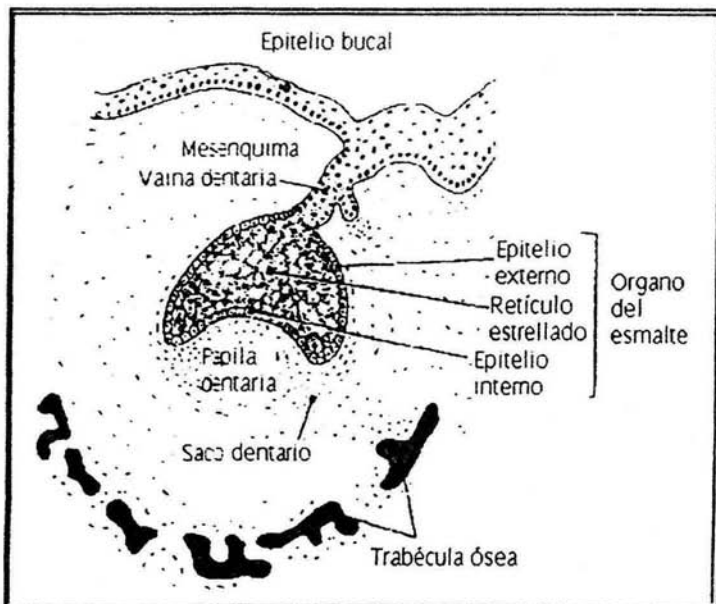 Epitelio bucal
Mesenquima
Vaina dentaria
Epitelio
externo
Retículo
estrellado
Epitelio
interno
Organo
del
esmalte
Papila
dentaria
Saco dentario
Trabécula ósea